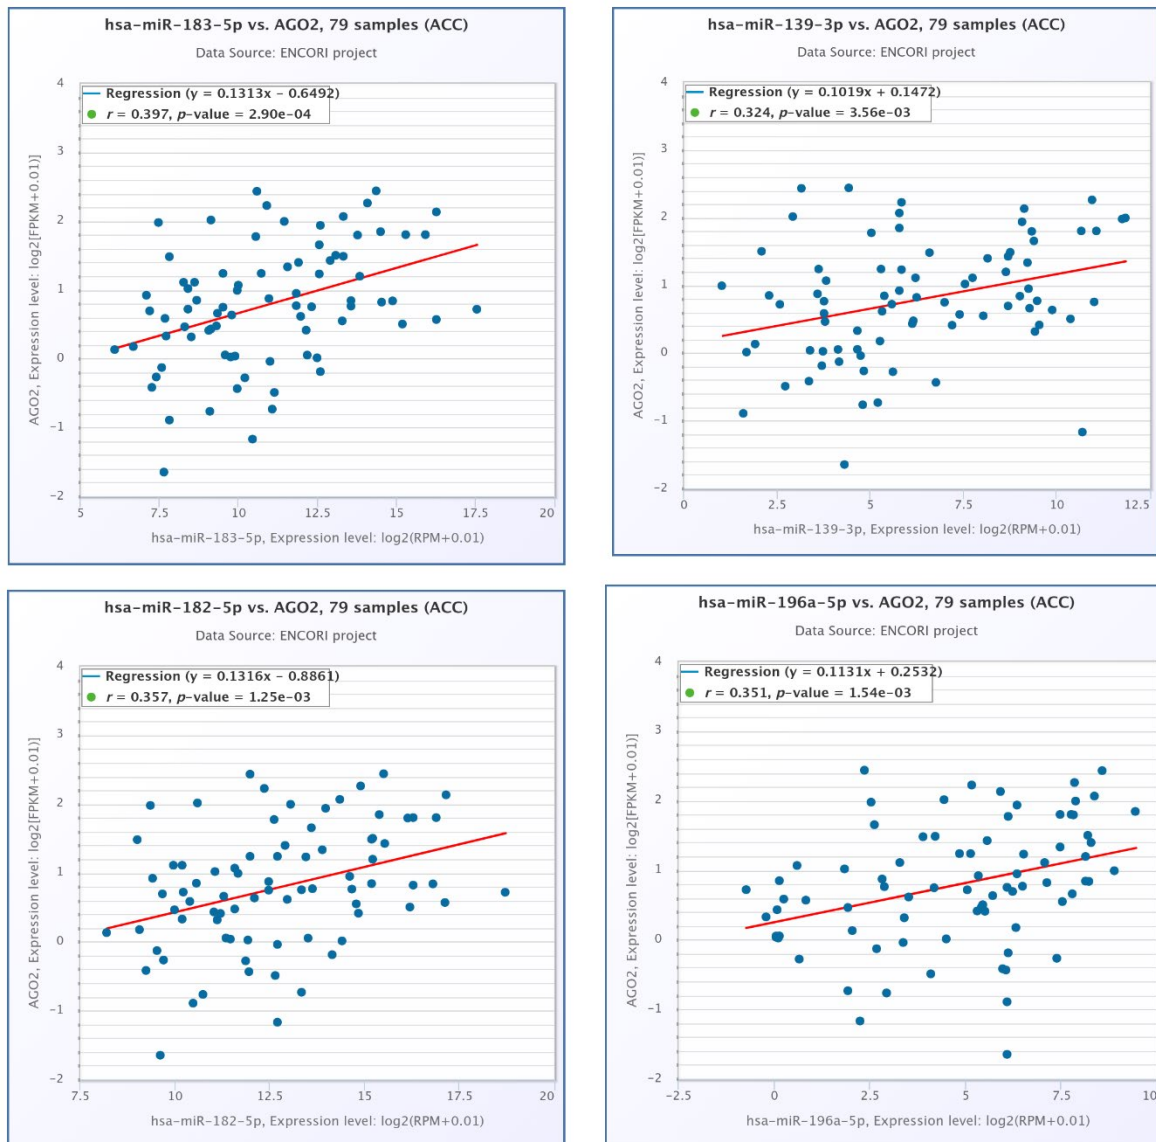 hsa-miR-183-5p vs. AGO2, 79 samples (ACC)
Data Source: ENCORI project
Regression (y = 0.1313x − 0.6492)
r = 0.397, p-value = 2.90e-04
AGO2, Expression level: log2[FPKM+0.01)]
4
3
2
1
0
−1
−2
5
7.5
10
12.5
15
17.5
20
hsa-miR-183-5p, Expression level: log2(RPM+0.01)
hsa-miR-139-3p vs. AGO2, 79 samples (ACC)
Data Source: ENCORI project
Regression (y = 0.1019x + 0.1472)
r = 0.324, p-value = 3.56e-03
AGO2, Expression level: log2[FPKM+0.01)]
4
3
2
1
0
−1
−2
0
2.5
5
7.5
10
12.5
hsa-miR-139-3p, Expression level: log2(RPM+0.01)
hsa-miR-182-5p vs. AGO2, 79 samples (ACC)
Data Source: ENCORI project
Regression (y = 0.1316x − 0.8861)
r = 0.357, p-value = 1.25e-03
AGO2, Expression level: log2[FPKM+0.01)]
4
3
2
1
0
−1
−2
7.5
10
12.5
15
17.5
20
hsa-miR-182-5p, Expression level: log2(RPM+0.01)
hsa-miR-196a-5p vs. AGO2, 79 samples (ACC)
Data Source: ENCORI project
Regression (y = 0.1131x + 0.2532)
r = 0.351, p-value = 1.54e-03
AGO2, Expression level: log2[FPKM+0.01)]
4
3
2
1
0
−1
−2
−2.5
0
2.5
5
7.5
10
hsa-miR-196a-5p, Expression level: log2(RPM+0.01)